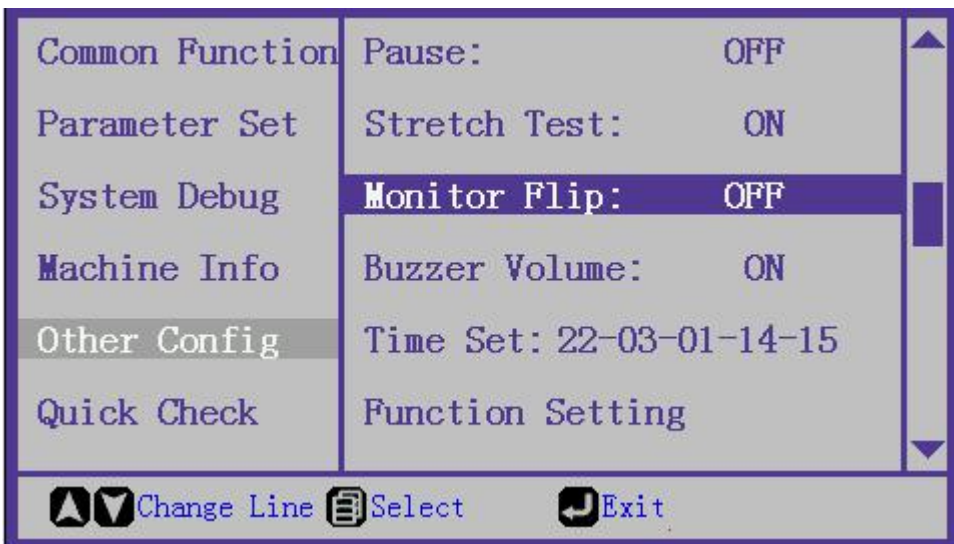 Common Function
Parameter Set
System Debug
Machine Info
Other Config
Quick Check
Pause: OFF
Stretch Test: ON
Monitor Flip: OFF
Buzzer Volume: ON
Time Set: 22-03-01-14-15
Function Setting
Change Line Select Exit